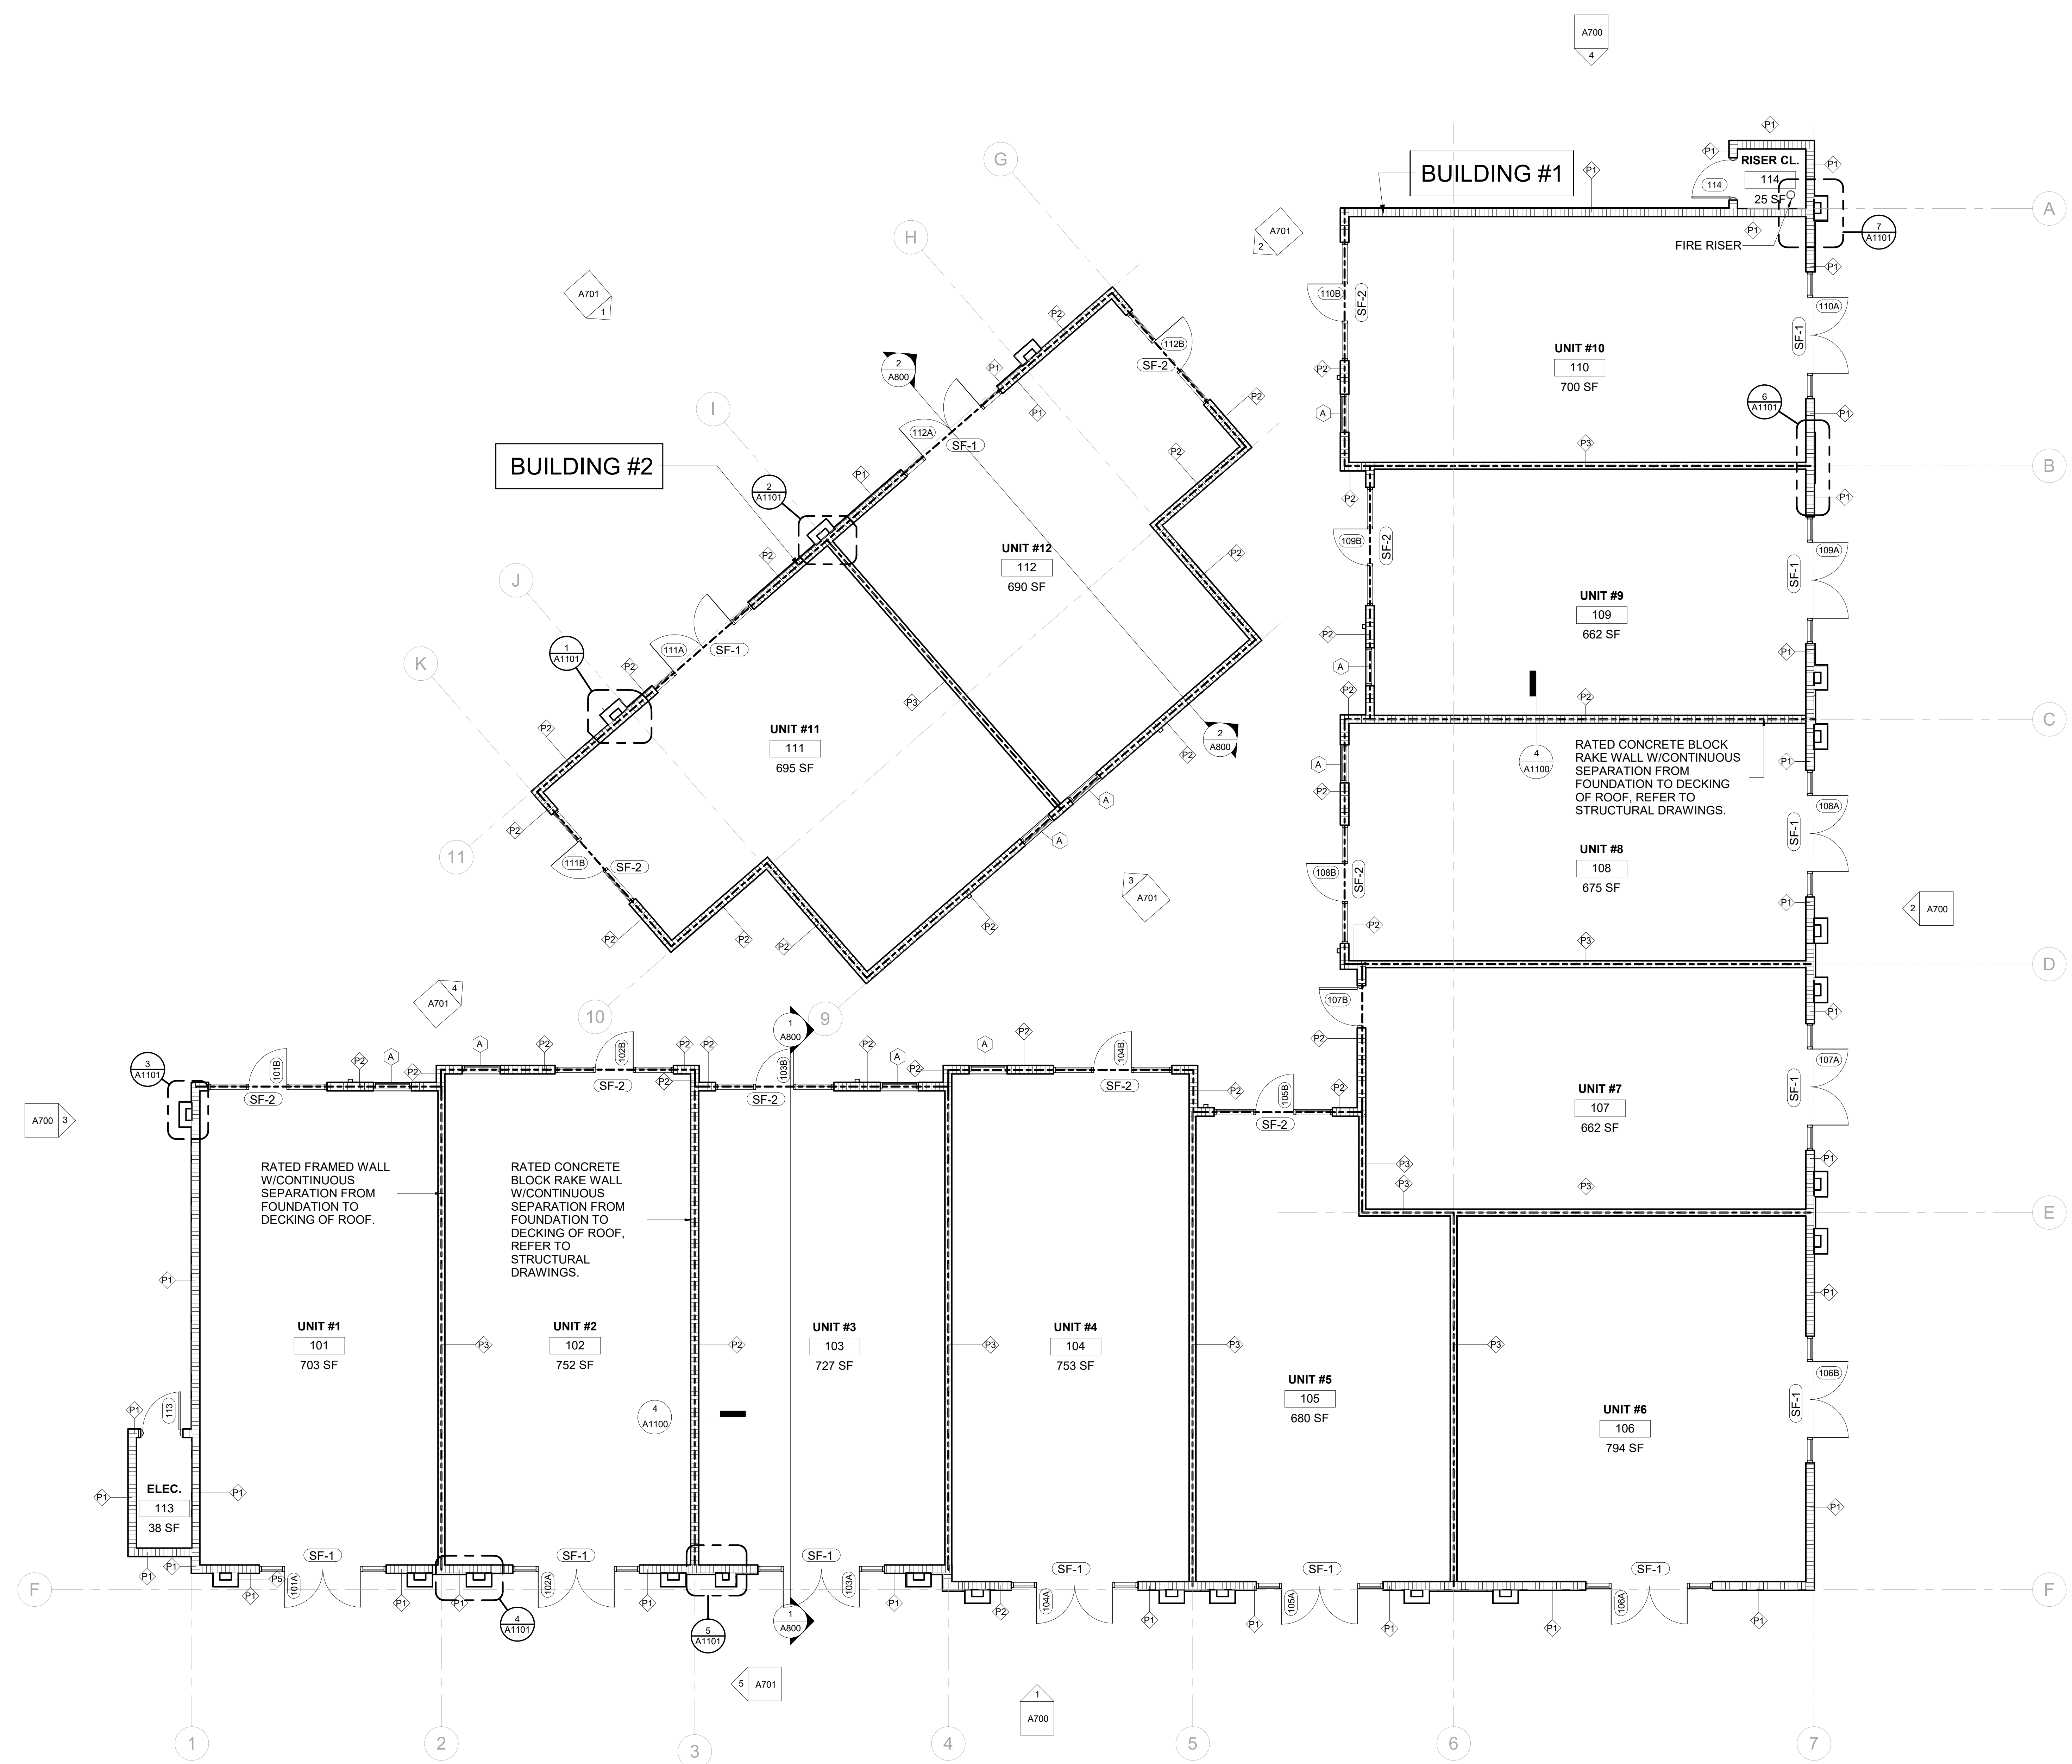 A700
4
P1
P1
RISER CL.
114
25 SF
P1
114
BUILDING #1
P1
A
G
H
A701
2
P1
7
A1101
FIRE RISER
P1
A701
1
110B
SF-2
110A
SF-1
P2
112B
SF-2
2
A800
P1
P1
UNIT #10
110
700 SF
P2
P2
A
6
A1101
P1
I
112A
SF-1
P2
P3
B
BUILDING #2
P1
2
A1101
P2
P1
109B
SF-2
109A
SF-1
UNIT #12
112
690 SF
P2
P2
J
UNIT #9
109
662 SF
P2
A
P1
111A
SF-1
1
A1101
P2
K
P3
P2
P2
C
UNIT #11
111
695 SF
P2
2
A800
P2
4
A1100
RATED CONCRETE BLOCK
RAKE WALL W/CONTINUOUS
SEPARATION FROM
FOUNDATION TO DECKING
OF ROOF, REFER TO
STRUCTURAL DRAWINGS.
A
P2
P1
A
A
108A
SF-1
P2
11
111B
SF-2
UNIT #8
108
675 SF
108B
SF-2
3
A701
P1
2
A700
P2
P2
P2
P2
P2
P3
D
A701
4
10
9
107B
P1
P2
1
A800
3
A1101
101B
SF-2
P2
A
P2
A
P2
102B
SF-2
P2
P2
P2
103B
SF-2
P2
A
P2
A
P2
104B
SF-2
P2
105B
SF-2
P2
107A
SF-1
UNIT #7
107
662 SF
A700
3
RATED FRAMED WALL
W/CONTINUOUS
SEPARATION FROM
FOUNDATION TO
DECKING OF ROOF.
RATED CONCRETE
BLOCK RAKE WALL
W/CONTINUOUS
SEPARATION FROM
FOUNDATION TO
DECKING OF ROOF,
REFER TO
STRUCTURAL
DRAWINGS.
P3
P3
P3
P1
E
P1
P1
UNIT #1
101
703 SF
P3
UNIT #2
102
752 SF
P2
UNIT #3
103
727 SF
P3
UNIT #4
104
753 SF
P3
UNIT #5
105
680 SF
P3
UNIT #6
106
794 SF
106B
SF-1
P1
113
4
A1100
ELEC.
113
38 SF
P1
P1
P1
P1
P1
SF-1
101A
P5
P1
P1
P1
SF-1
102A
P1
SF-1
103A
P1
SF-1
104A
P2
P1
SF-1
105A
P1
P1
SF-1
106A
P1
P1
F
F
4
A1101
5
A1101
1
A800
5
A701
1
A700
1
2
3
4
5
6
7